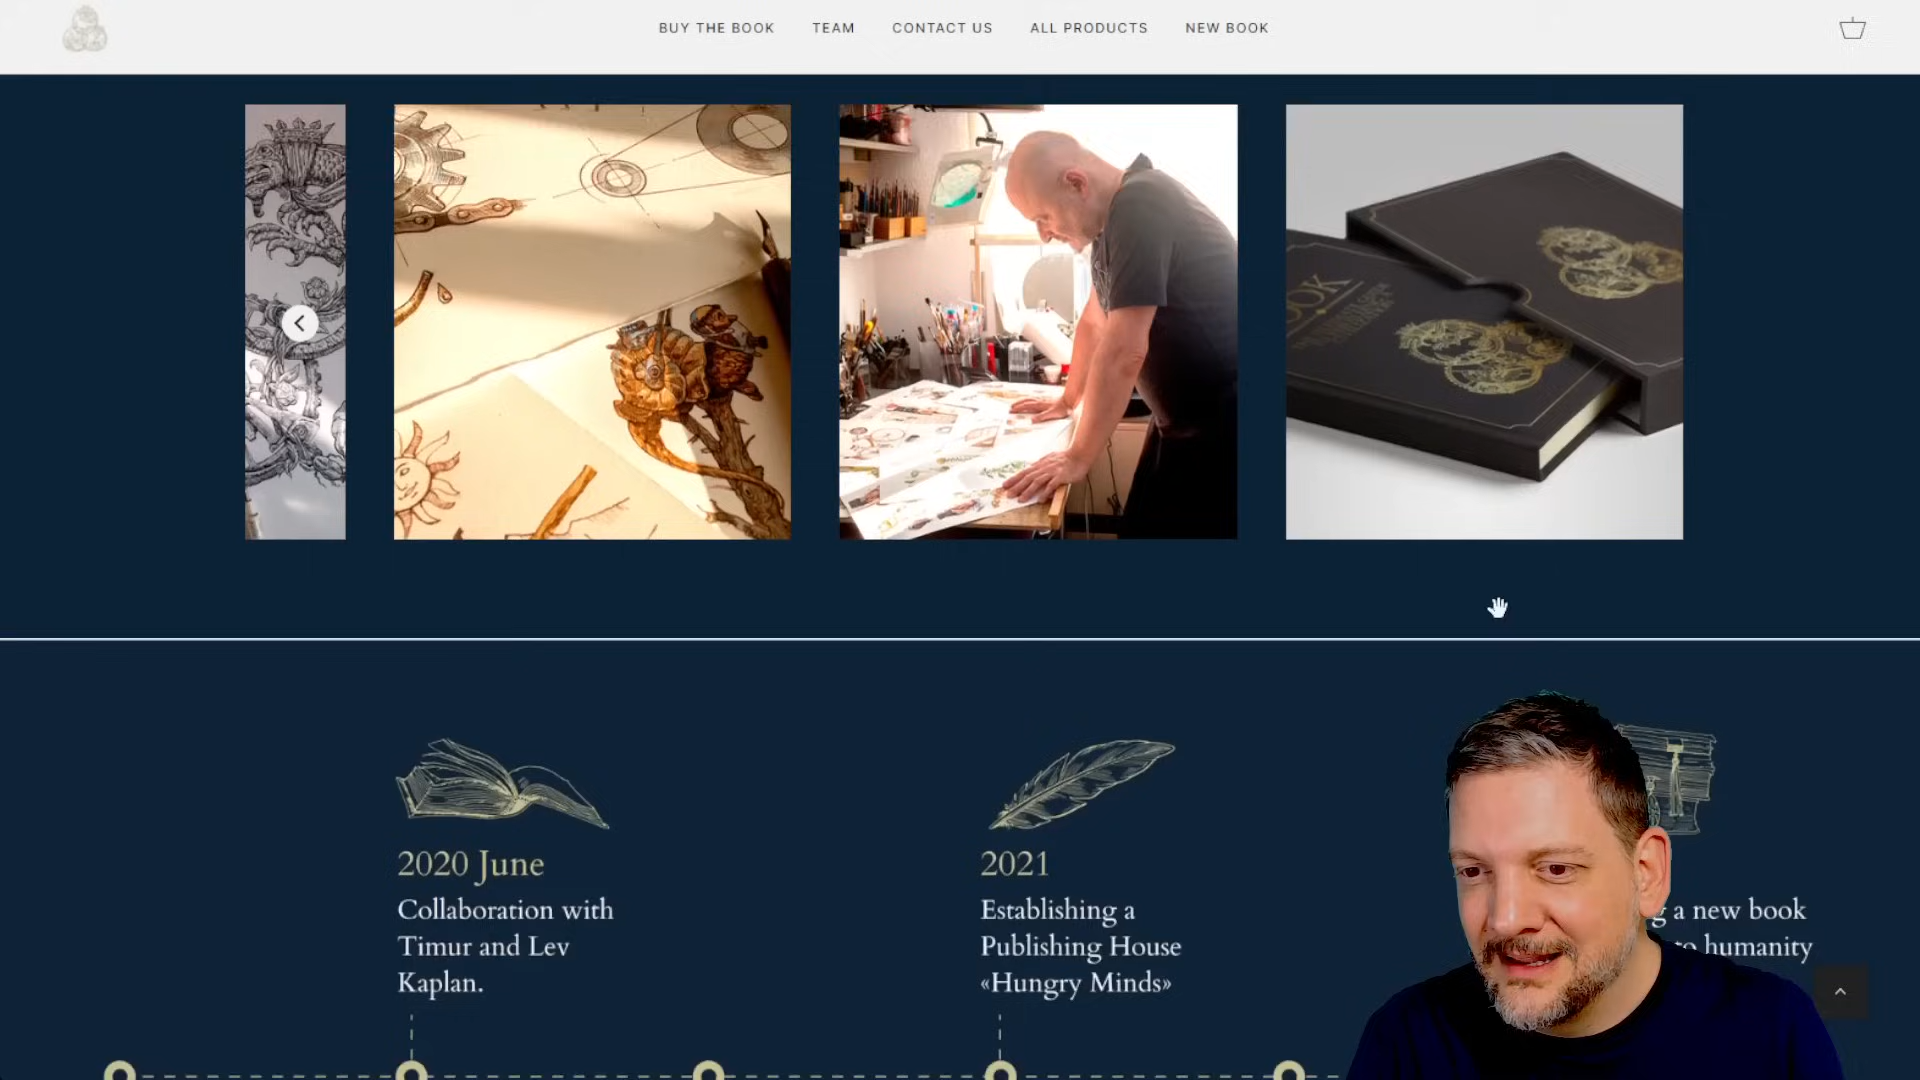 BUY THE BOOK TEAM CONTACT US ALL PRODUCTS NEW BOOK
2020 June
Collaboration with
Timur and Lev
Kaplan.
2021
Establishing a
Publishing House
«Hungry Minds»
a new book
to humanity